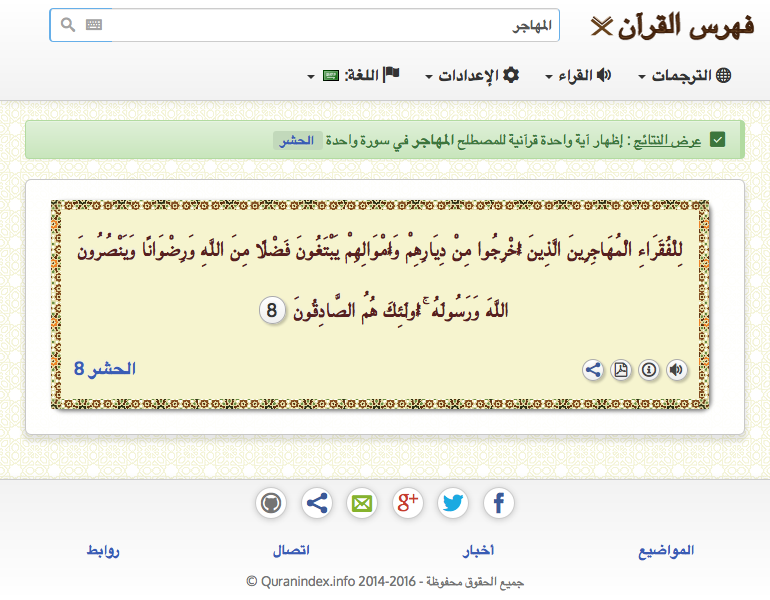 فهرس القرآن
المهاجر
الترجمات
القراء
الإعدادات
اللغة:
عرض النتائج : إظهار آية واحدة قرآنية للمصطلح المهاجر في سورة واحدة الحشر
لِلْفُقَرَاءِ الْمُهَاجِرِينَ الَّذِينَ أُخْرِجُوا مِنْ دِيَارِهِمْ وَأَمْوَالِهِمْ يَبْتَغُونَ فَضْلًا مِنَ اللَّهِ وَرِضْوَانًا وَيَنْصُرُونَ
اللَّهَ وَرَسُولَهُ ۚ أُولَئِكَ هُمُ الصَّادِقُونَ 8
الحشر 8
المواضيع
أخبار
اتصال
روابط
جميع الحقوق محفوظة - Quranindex.info 2014-2016 ©